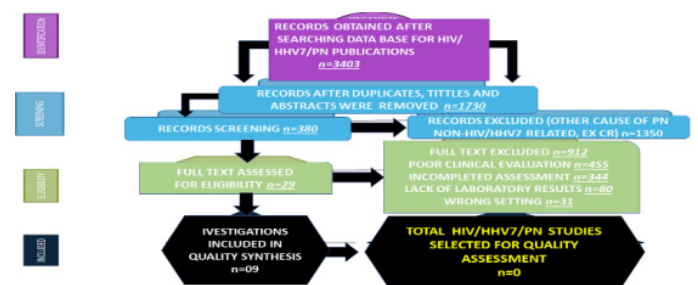 IDENTIFICATION
RECORDS OBTAINED AFTER
SEARCHING DATA BASE FOR HIV/
HHV7/PN PUBLICATIONS
n=3403
RECORDS AFTER DUPLICATES, TITTLES AND
ABSTRACTS WERE REMOVED n=1730
SCREENING
RECORDS SCREENING n=380
RECORDS EXCLUDED (OTHER CAUSE OF PN
NON-HIV/HHV7 RELATED, EX CR) n=1350
ELIGIBILITY
FULL TEXT ASSESSED
FOR ELIGIBILITY n=29
FULL TEXT EXCLUDED n=912
POOR CLINICAL EVALUATION n=455
INCOMPLETED ASSESSMENT n=344
LACK OF LABORATORY RESULTS n=80
WRONG SETTING n=31
INCLUDED
IVESTIGATIONS
INCLUDED IN
QUALITY SYNTHESIS
n=09
TOTAL HIV/HHV7/PN STUDIES
SELECTED FOR QUALITY
ASSESSMENT
n=0